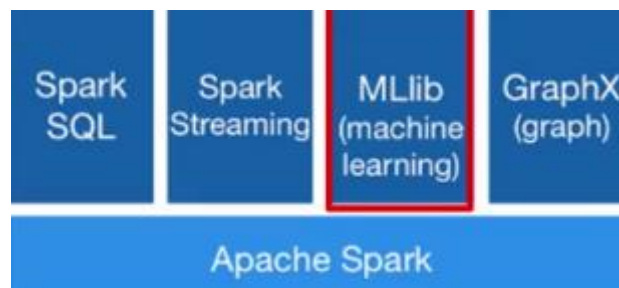 Spark
SQL
Spark
Streaming
MLlib
(machine
learning)
GraphX
(graph)
Apache Spark